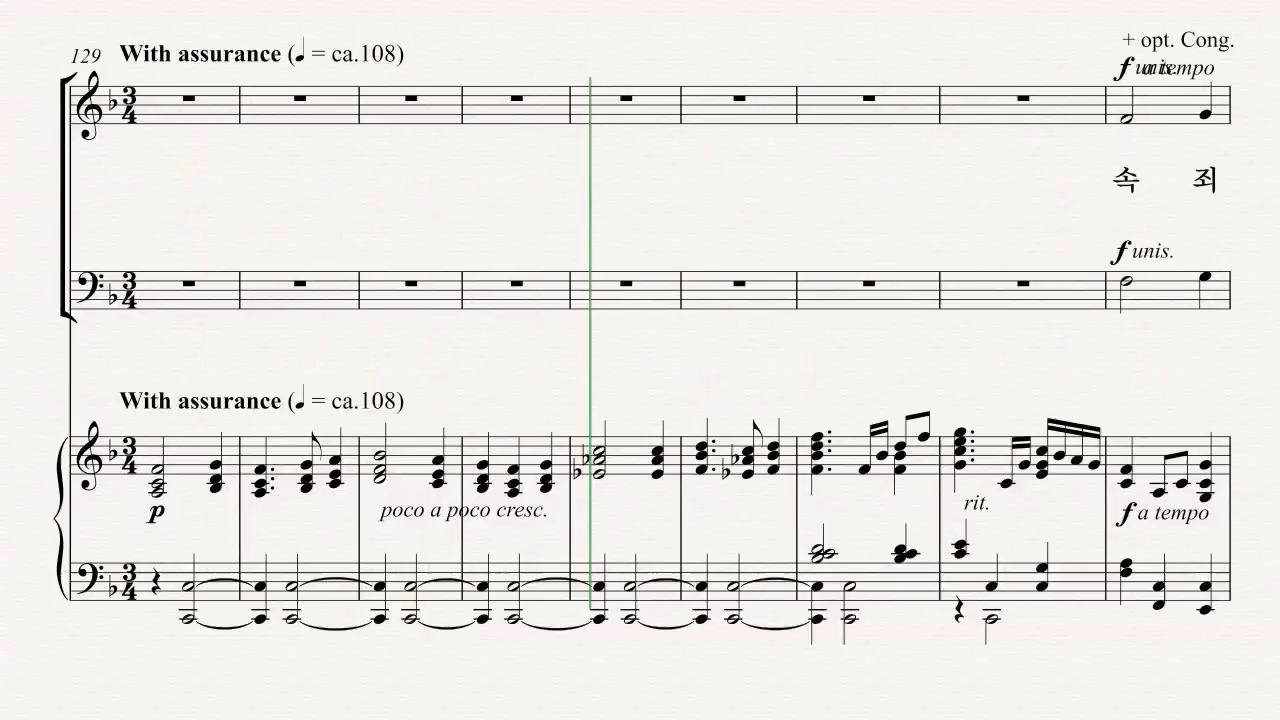 + opt. Cong.
129 With assurance (♩ = ca.108)
f unis. a tempo
속 죄
f unis.
With assurance (♩ = ca.108)
p poco a poco cresc. rit. f a tempo